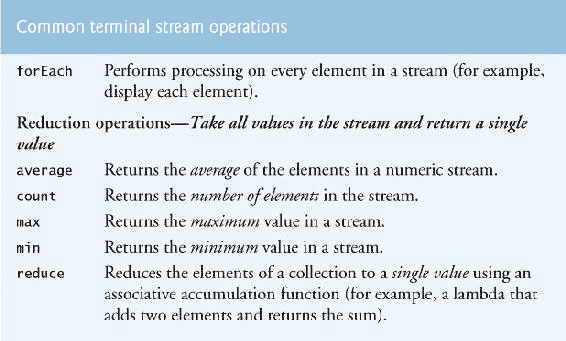 Common terminal stream operations
forEach Performs processing on every element in a stream (for example,
display each element).
Reduction operations—Take all values in the stream and return a single
value
average Returns the average of the elements in a numeric stream.
count Returns the number of elements in the stream.
max Returns the maximum value in a stream.
min Returns the minimum value in a stream.
reduce Reduces the elements of a collection to a single value using an
associative accumulation function (for example, a lambda that
adds two elements and returns the sum).